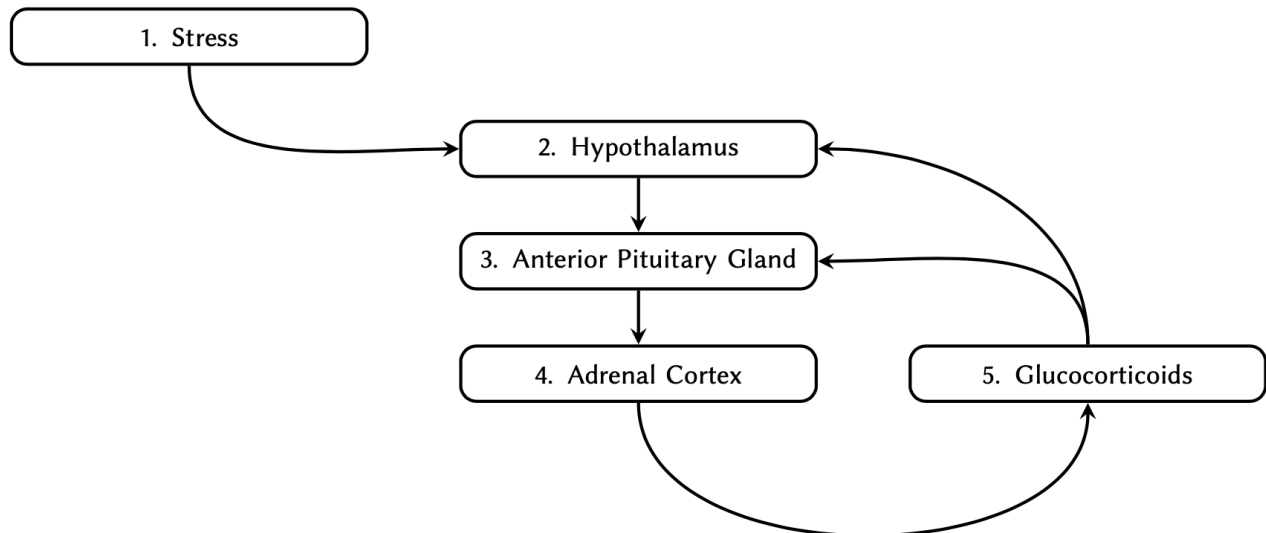 1. Stress
2. Hypothalamus
3. Anterior Pituitary Gland
4. Adrenal Cortex
5. Glucocorticoids